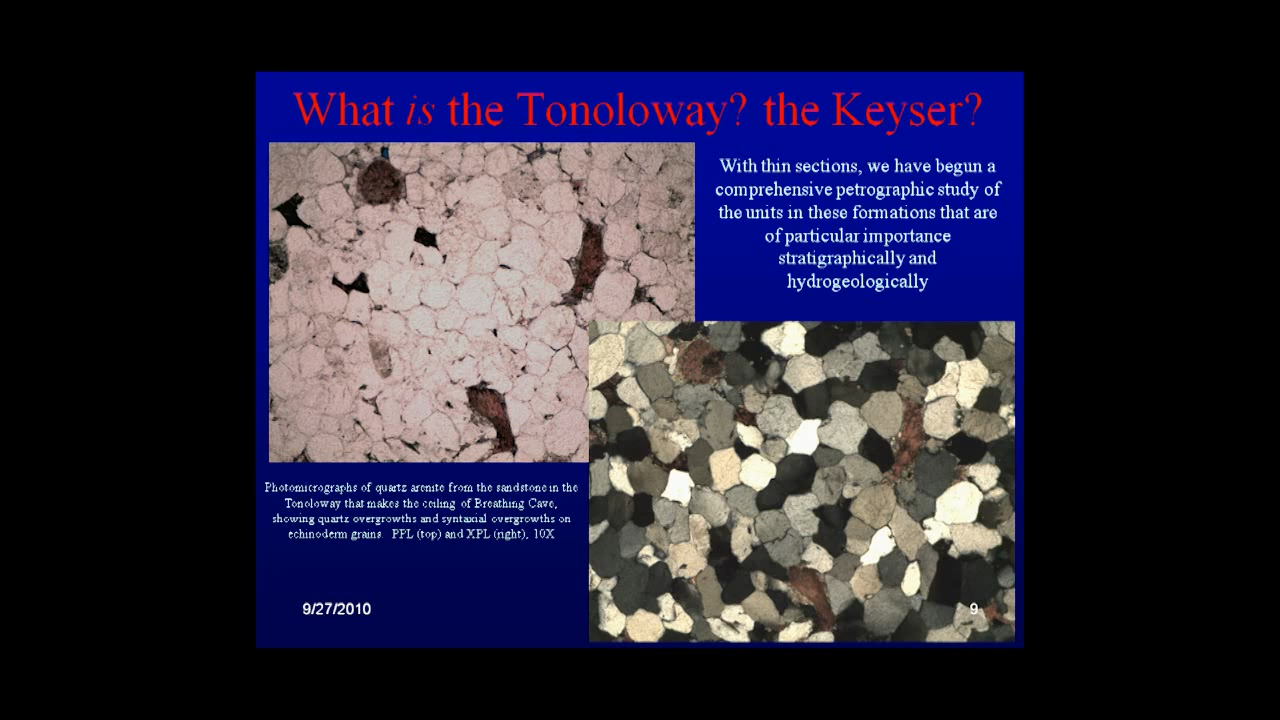 What is the Tonoloway? the Keyser?
With thin sections, we have begun a
comprehensive petrographic study of
the units in these formations that are
of particular importance
stratigraphically and
hydrogeologically
Photomicrographs of quartz arenite from the sandstone in the
Tonoloway that makes the ceiling of Breathing Cave,
showing quartz overgrowths and syntaxial overgrowths on
echinoderm grains. PPL (top) and XPL (right), 10X
9/27/2010
9